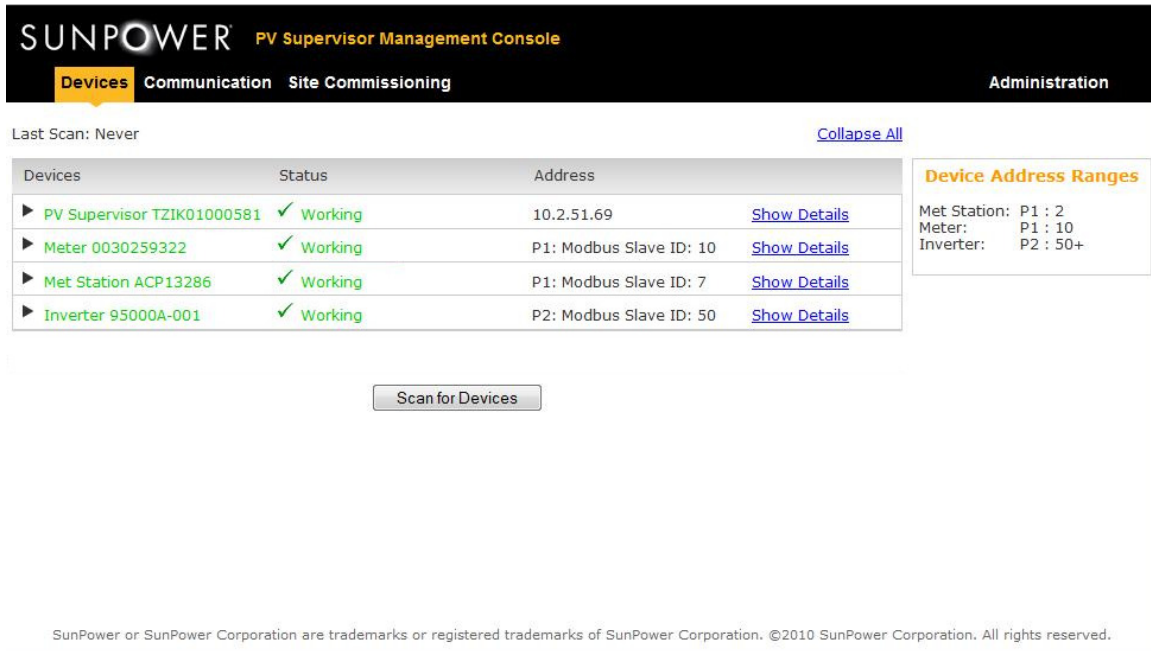 SUNPOWER PV Supervisor Management Console
Devices Communication Site Commissioning Administration
Last Scan: Never Collapse All
Devices Status Address
PV Supervisor TZIK01000581 Working 10.2.51.69 Show Details
Meter 0030259322 Working P1: Modbus Slave ID: 10 Show Details
Met Station ACP13286 Working P1: Modbus Slave ID: 7 Show Details
Inverter 95000A-001 Working P2: Modbus Slave ID: 50 Show Details
Device Address Ranges
Met Station: P1 : 2
Meter: P1 : 10
Inverter: P2 : 50+
Scan for Devices
SunPower or SunPower Corporation are trademarks or registered trademarks of SunPower Corporation. ©2010 SunPower Corporation. All rights reserved.